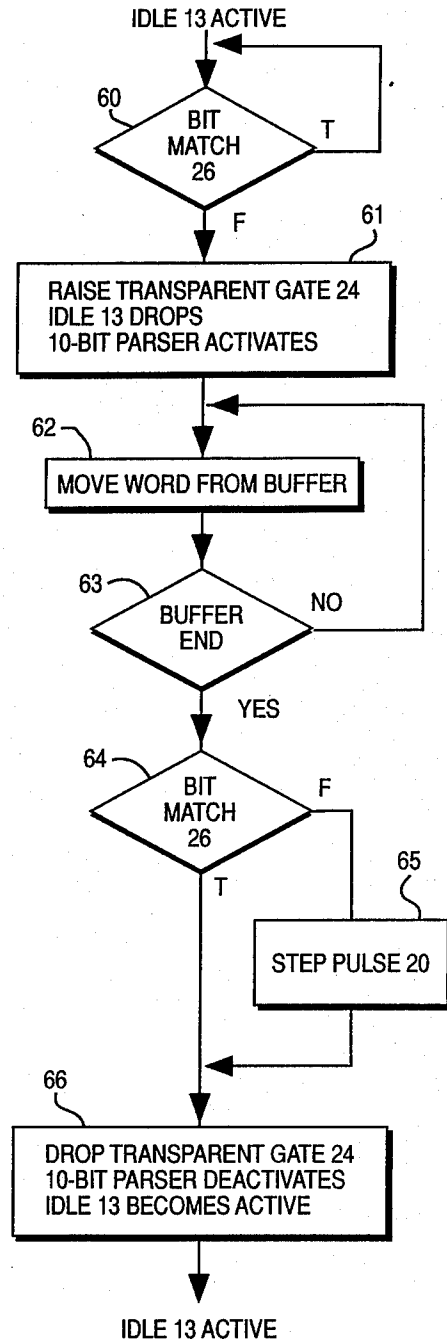 IDLE 13 ACTIVE
60
BIT
MATCH
26
T
F
61
RAISE TRANSPARENT GATE 24
IDLE 13 DROPS
10-BIT PARSER ACTIVATES
62
MOVE WORD FROM BUFFER
63
BUFFER
END
NO
YES
64
BIT
MATCH
26
F
T
65
STEP PULSE 20
66
DROP TRANSPARENT GATE 24
10-BIT PARSER DEACTIVATES
IDLE 13 BECOMES ACTIVE
IDLE 13 ACTIVE